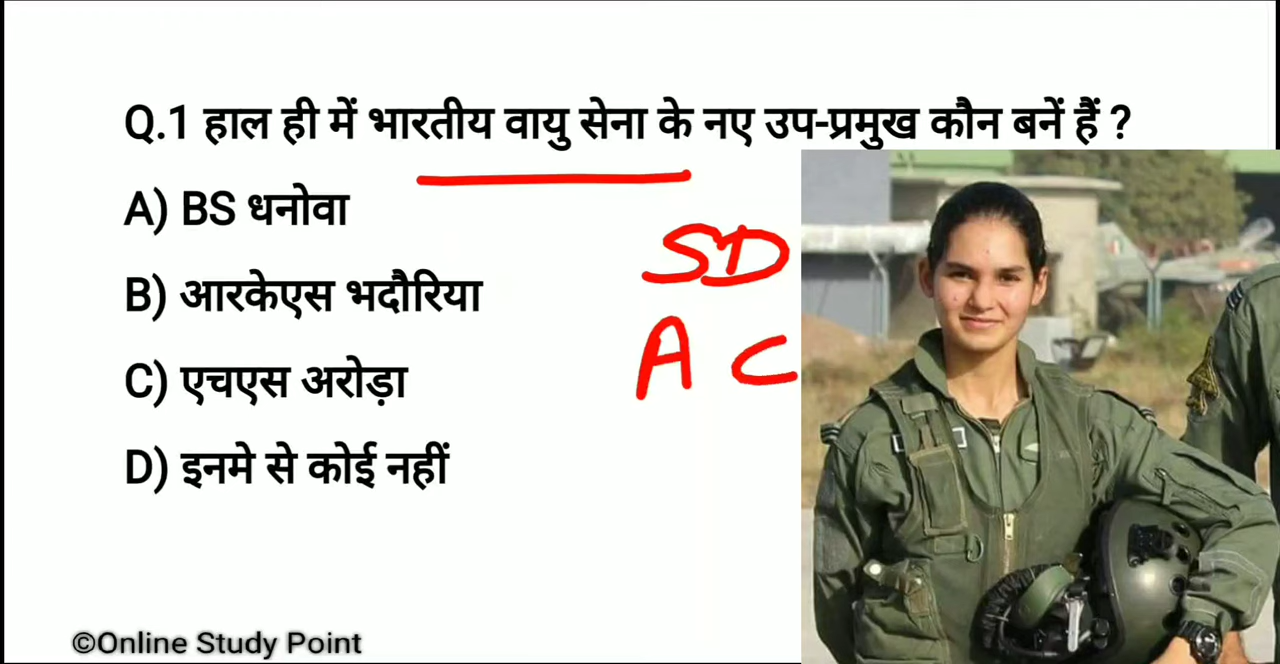 Q.1 हाल ही में भारतीय वायु सेना के नए उप-प्रमुख कौन बनें हैं ?
A) BS धनोवा
B) आरकेएस भदौरिया
C) एचएस अरोड़ा
D) इनमे से कोई नहीं
SD
A C
©Online Study Point